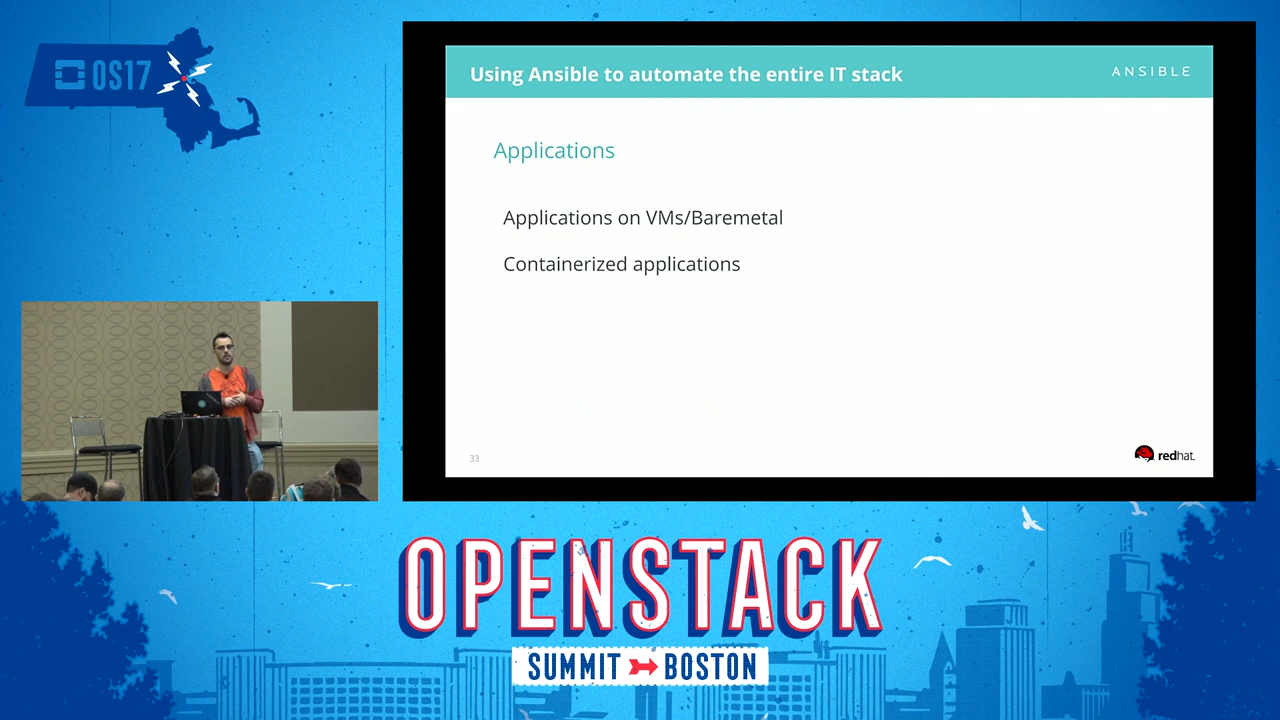 OS17
Using Ansible to automate the entire IT stack
ANSIBLE
Applications
Applications on VMs/Baremetal
Containerized applications
33
redhat.
OPENSTACK
SUMMIT BOSTON